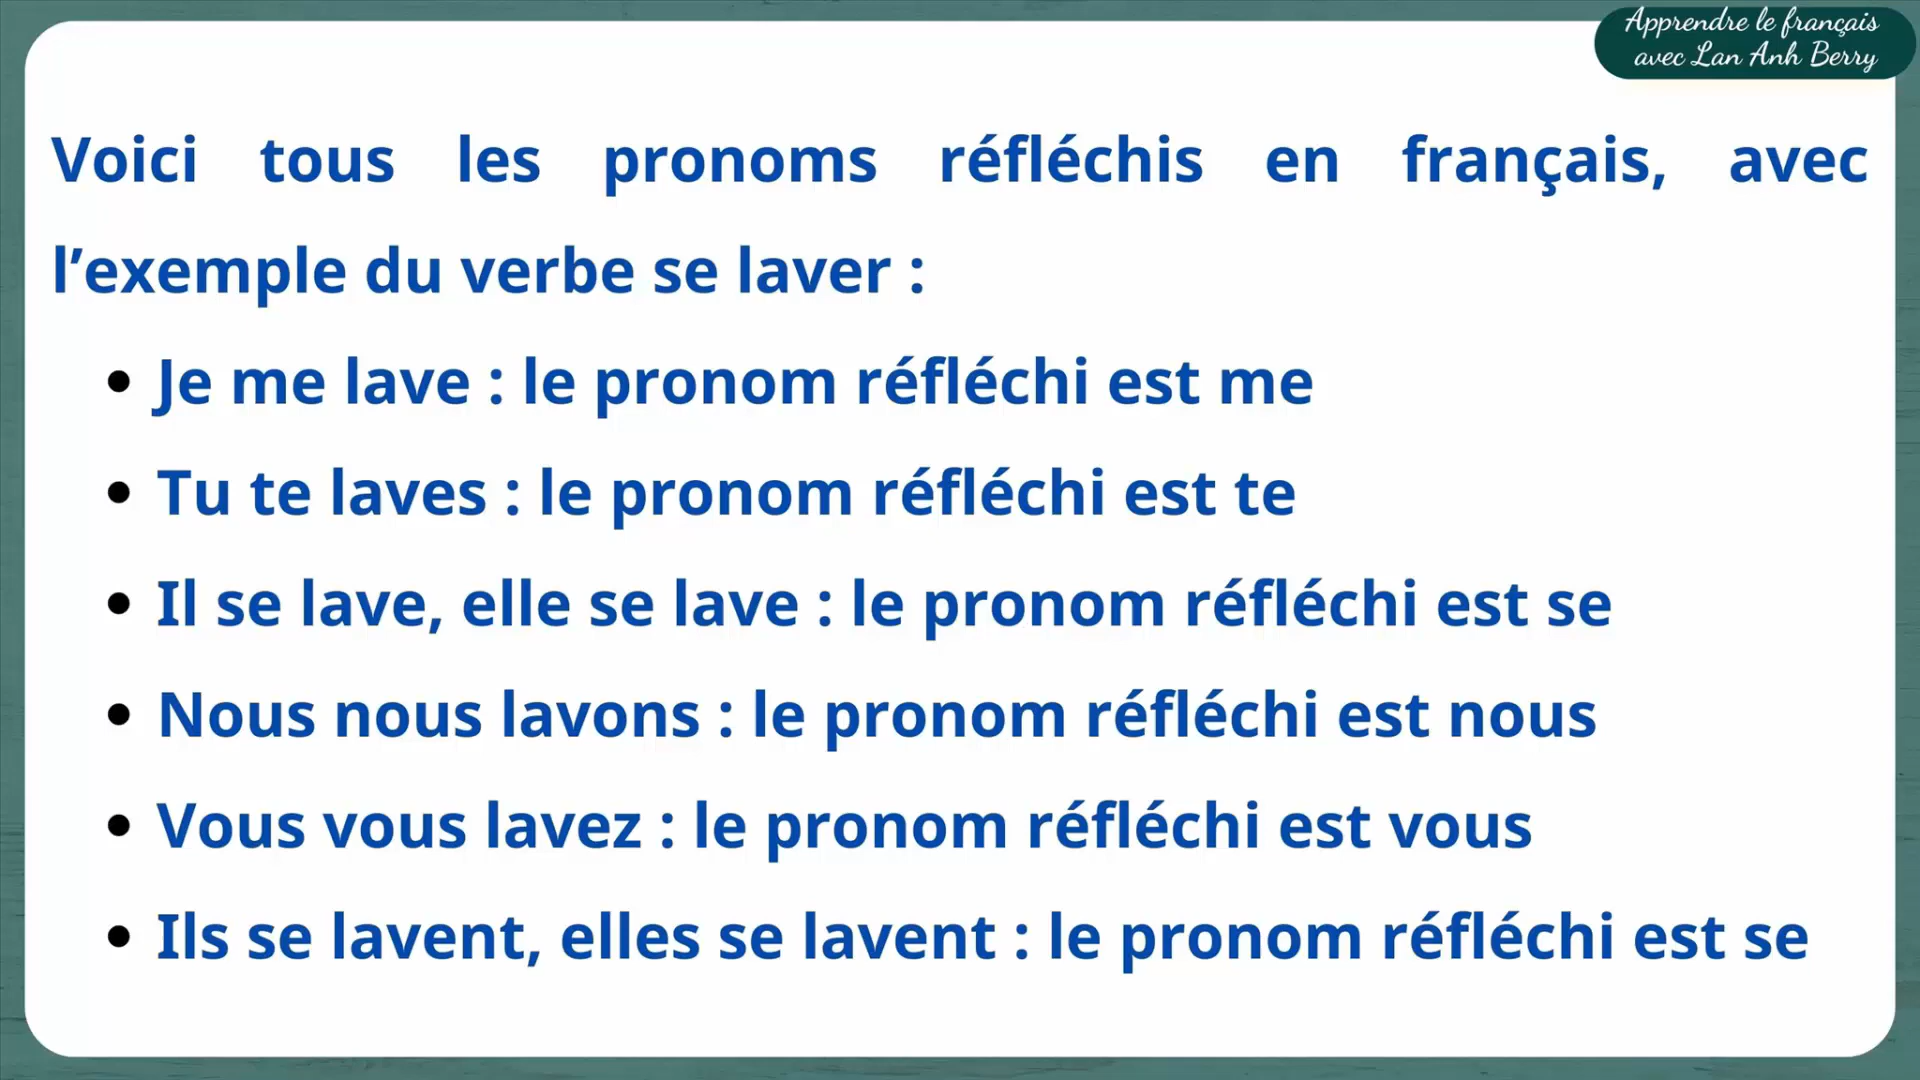 Apprendre le français
avec Lan Anh Berry
Voici tous les pronoms réfléchis en français, avec
l’exemple du verbe se laver :
• Je me lave : le pronom réfléchi est me
• Tu te laves : le pronom réfléchi est te
• Il se lave, elle se lave : le pronom réfléchi est se
• Nous nous lavons : le pronom réfléchi est nous
• Vous vous lavez : le pronom réfléchi est vous
• Ils se lavent, elles se lavent : le pronom réfléchi est se